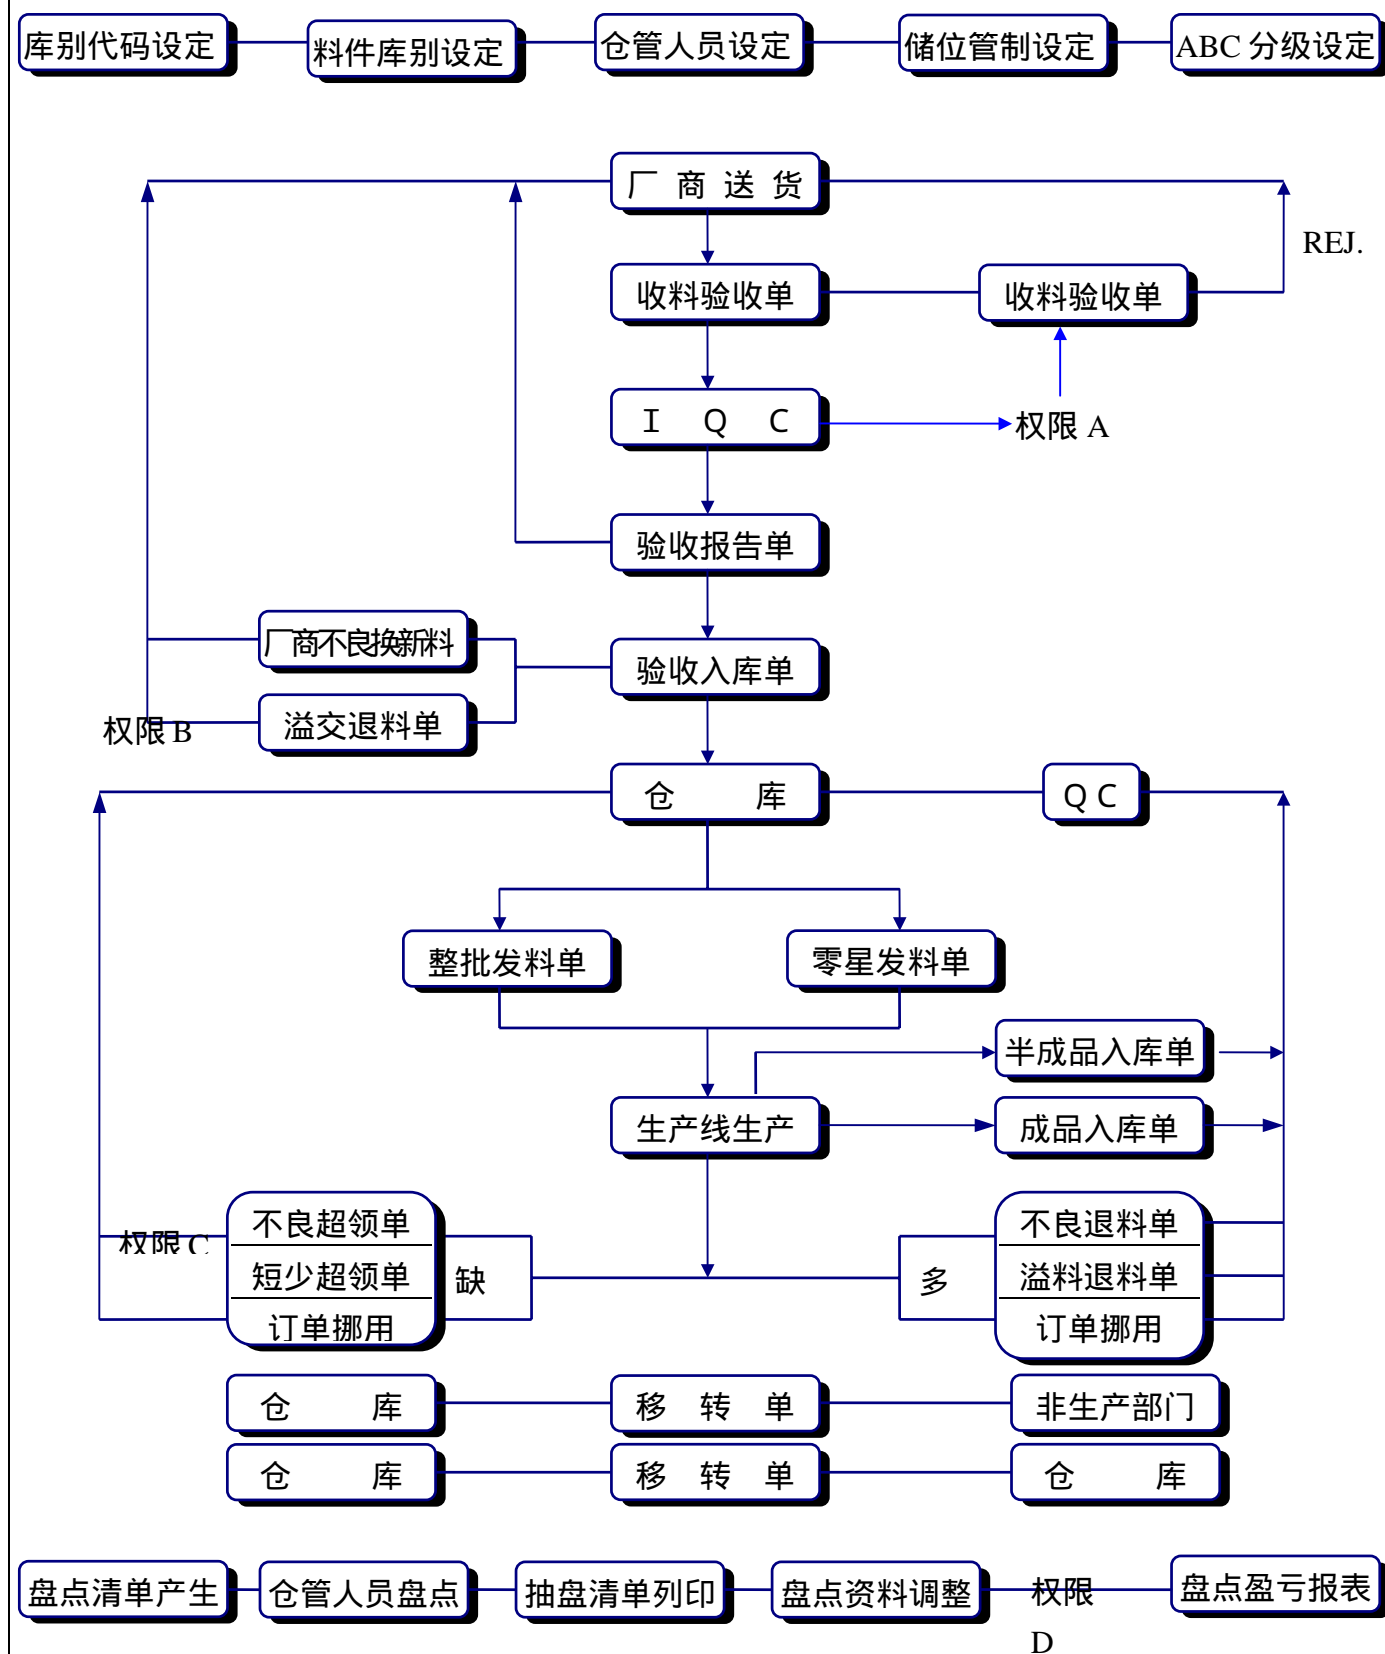 库别代码设定 料件库别设定 仓管人员设定 储位管制设定 ABC 分级设定
厂 商 送 货
REJ.
收料验收单 收料验收单
I Q C 权限 A
验收报告单
厂商不良换新料 验收入库单
权限 B 溢交退料单
仓 库 Q C
整批发料单 零星发料单
半成品入库单
生产线生产 成品入库单
不良超领单 不良退料单
权限 C
短少超领单 缺 多 溢料退料单
订单挪用 订单挪用
仓 库 移 转 单 非生产部门
仓 库 移 转 单 仓 库
盘点清单产生 仓管人员盘点 抽盘清单列印 盘点资料调整 权限 盘点盈亏报表
D